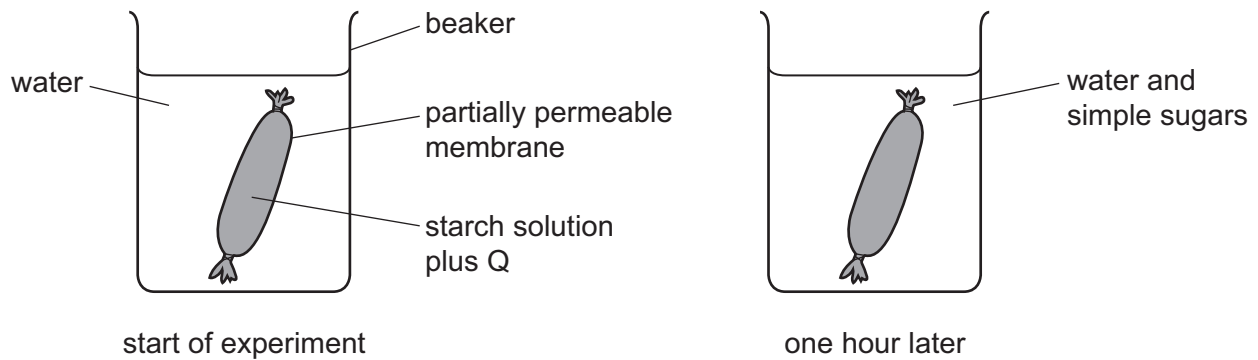 beaker
water
partially permeable
membrane
starch solution
plus Q
start of experiment
water and
simple sugars
one hour later